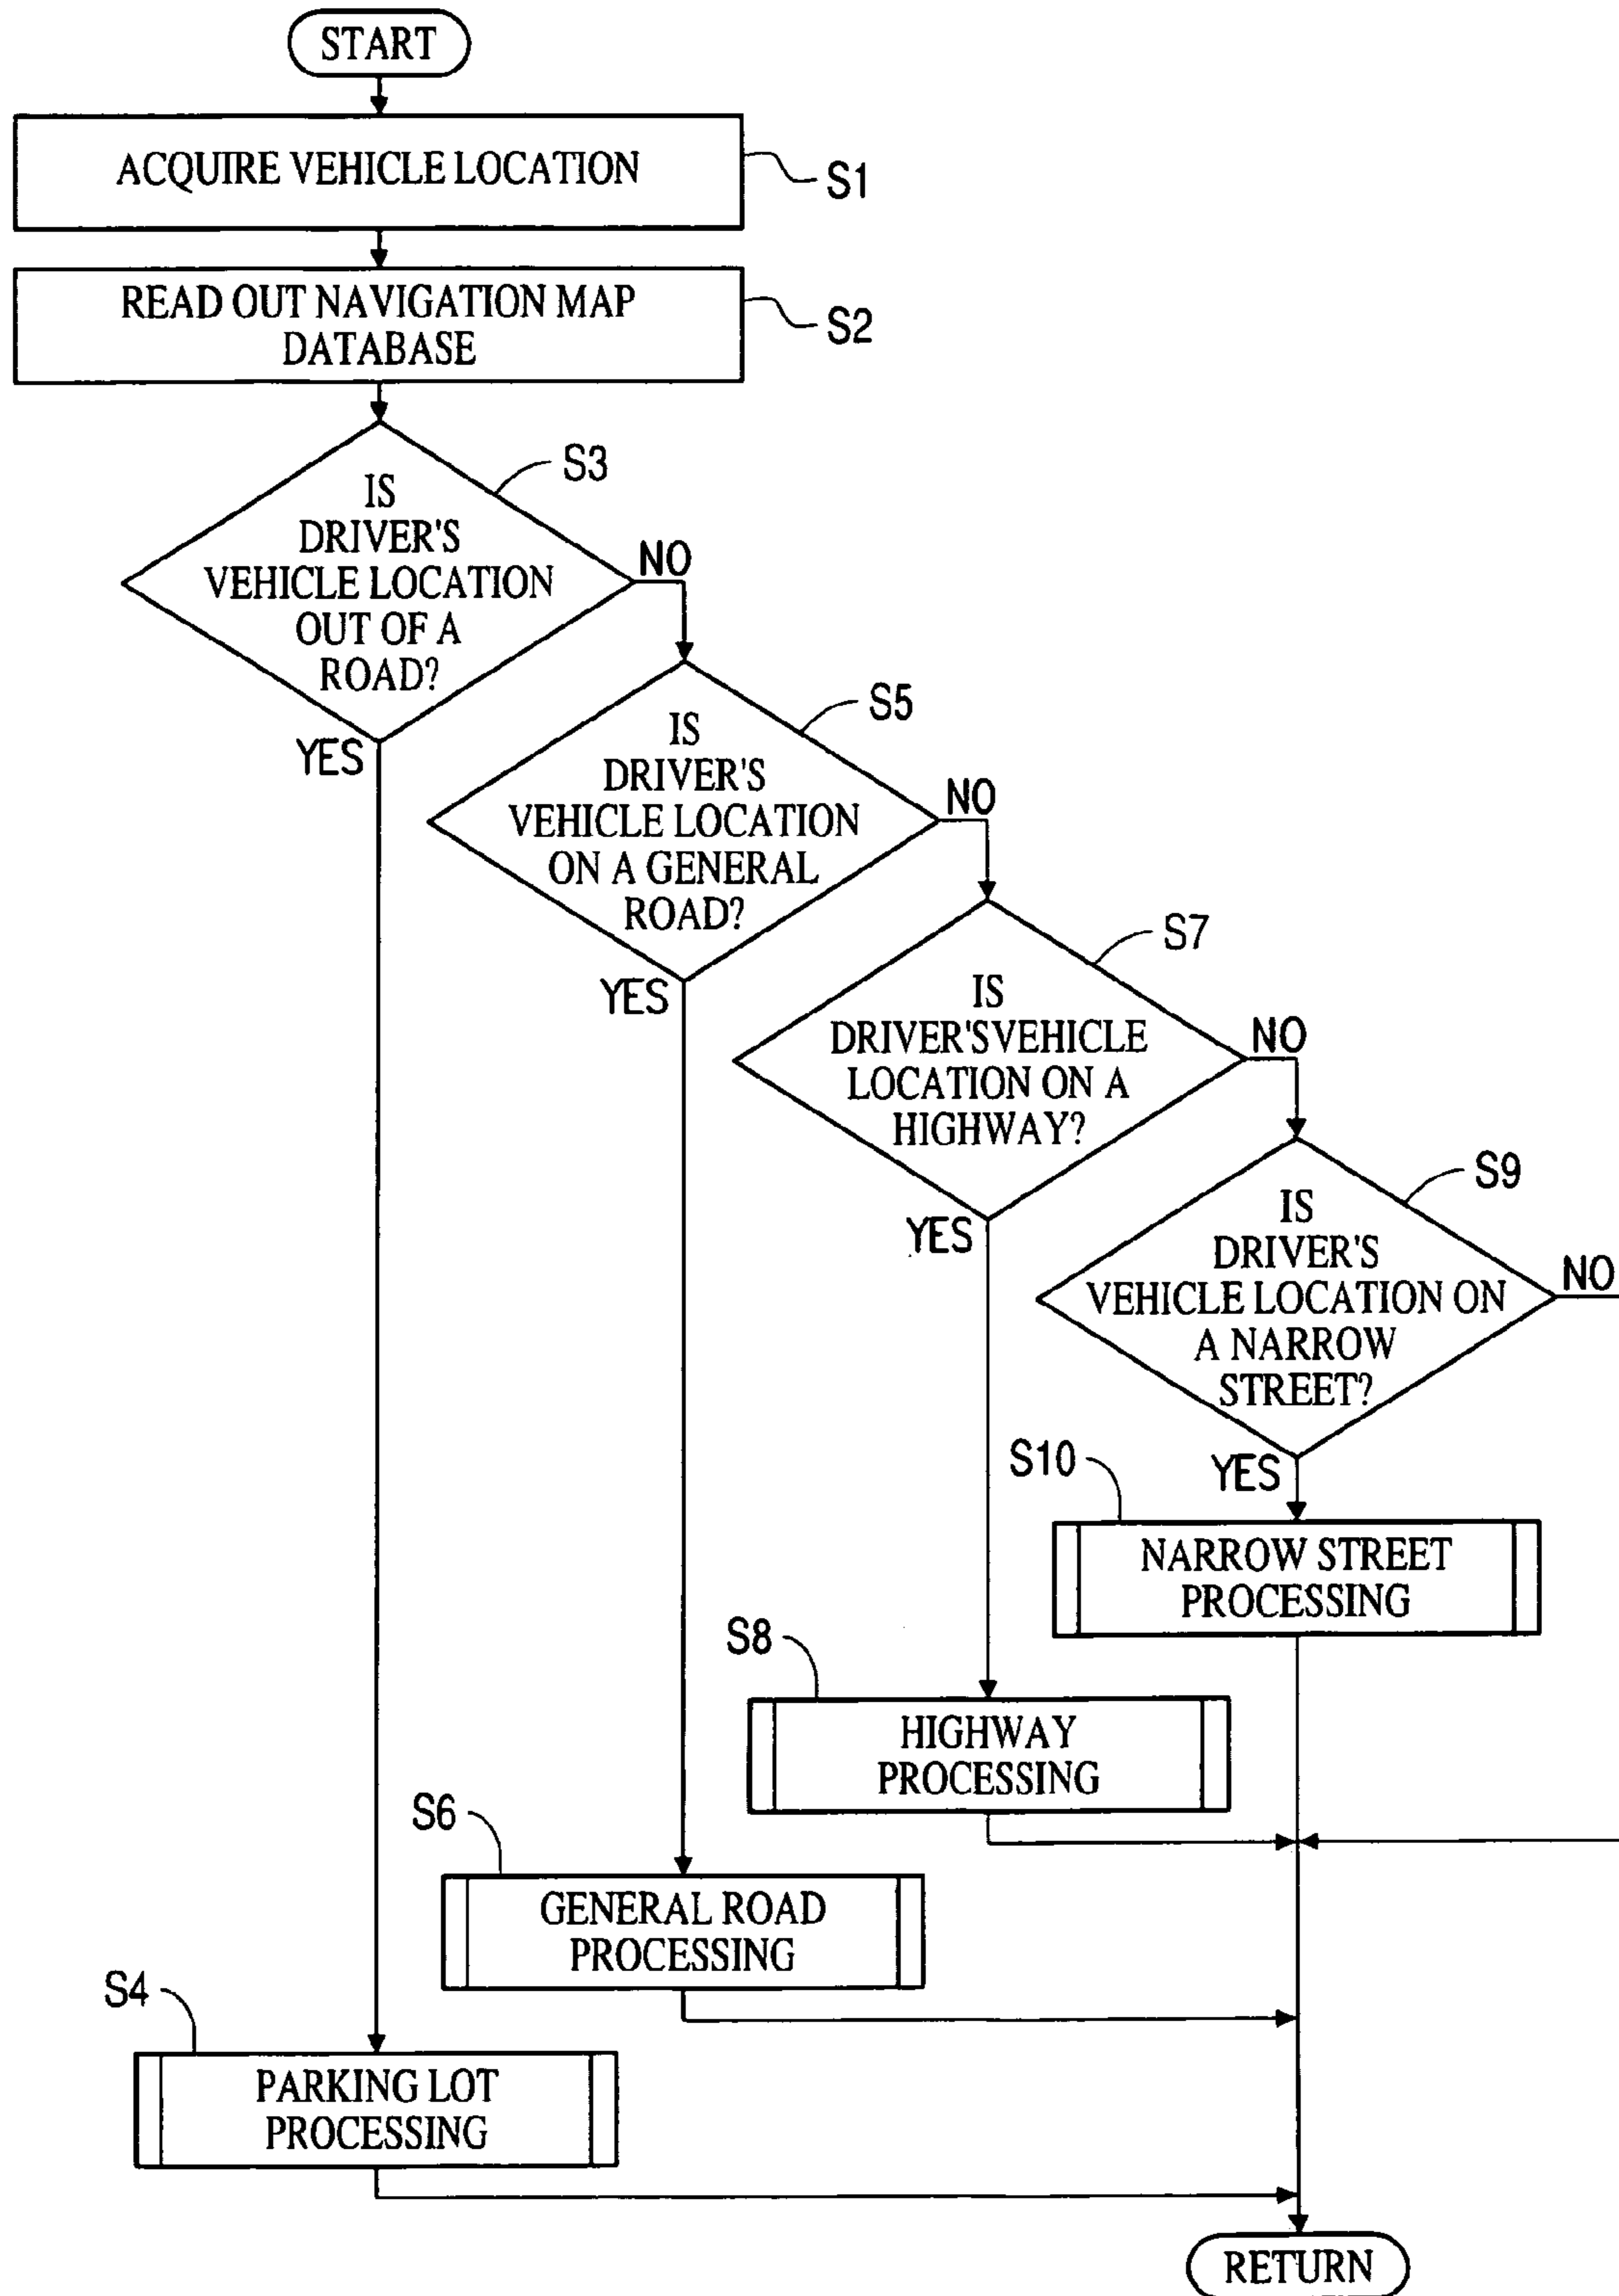 START
ACQUIRE VEHICLE LOCATION
S1
READ OUT NAVIGATION MAP
DATABASE
S2
S3
IS
DRIVER'S
VEHICLE LOCATION
OUT OF A
ROAD?
NO
YES
S5
IS
DRIVER'S
VEHICLE LOCATION
ON A GENERAL
ROAD?
NO
YES
S7
IS
DRIVER'S VEHICLE
LOCATION ON A
HIGHWAY?
NO
YES
S9
IS
DRIVER'S
VEHICLE LOCATION ON
A NARROW
STREET?
NO
YES
S10
NARROW STREET
PROCESSING
S8
HIGHWAY
PROCESSING
S6
GENERAL ROAD
PROCESSING
S4
PARKING LOT
PROCESSING
RETURN